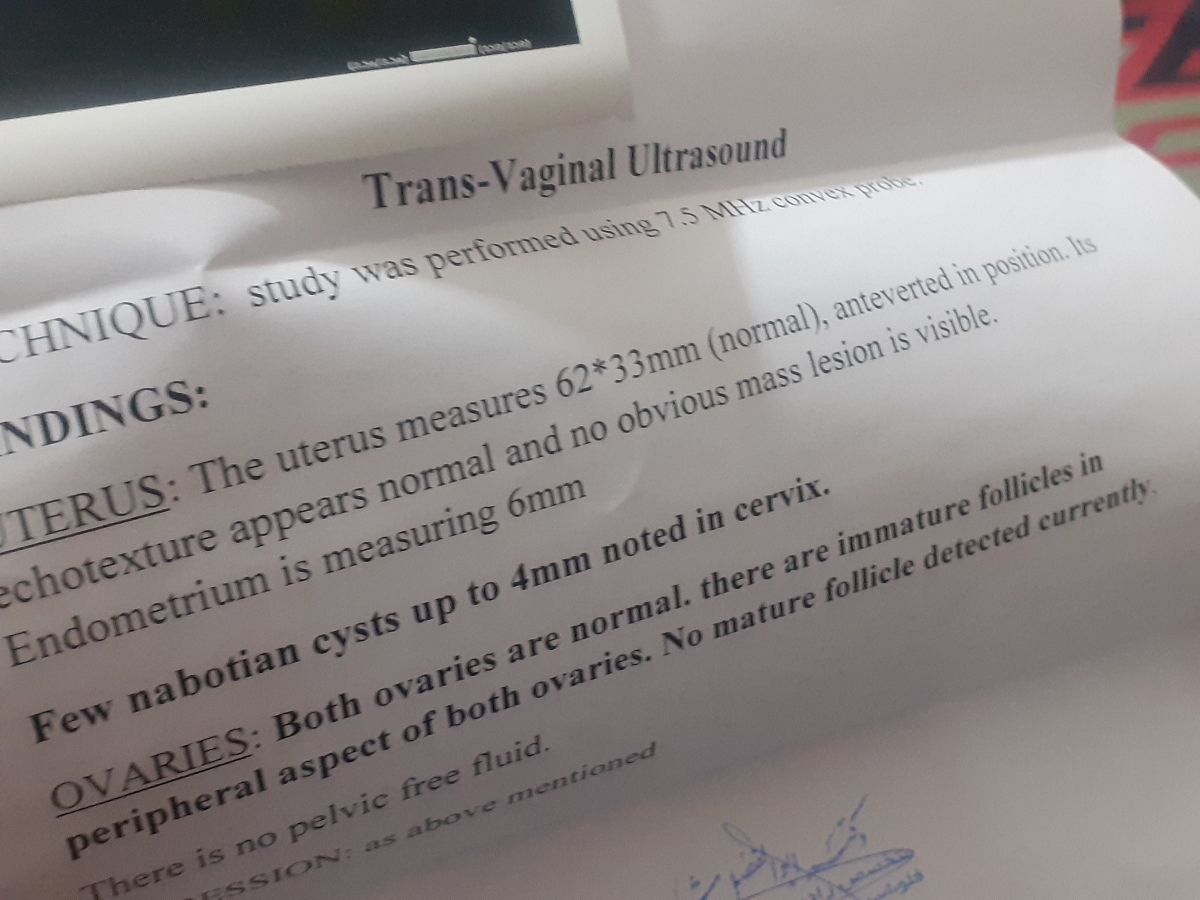 Trans-Vaginal Ultrasound
CHNIQUE: study was performed using 7.5 MHz convex probe.
NDINGS:
UTERUS: The uterus measures 62*33mm (normal), anteverted in position. Its
echotexture appears normal and no obvious mass lesion is visible.
Endometrium is measuring 6mm
Few nabotian cysts up to 4mm noted in cervix.
OVARIES: Both ovaries are normal. there are immature follicles in
peripheral aspect of both ovaries. No mature follicle detected currently.
There is no pelvic free fluid.
RESSION: as above mentioned